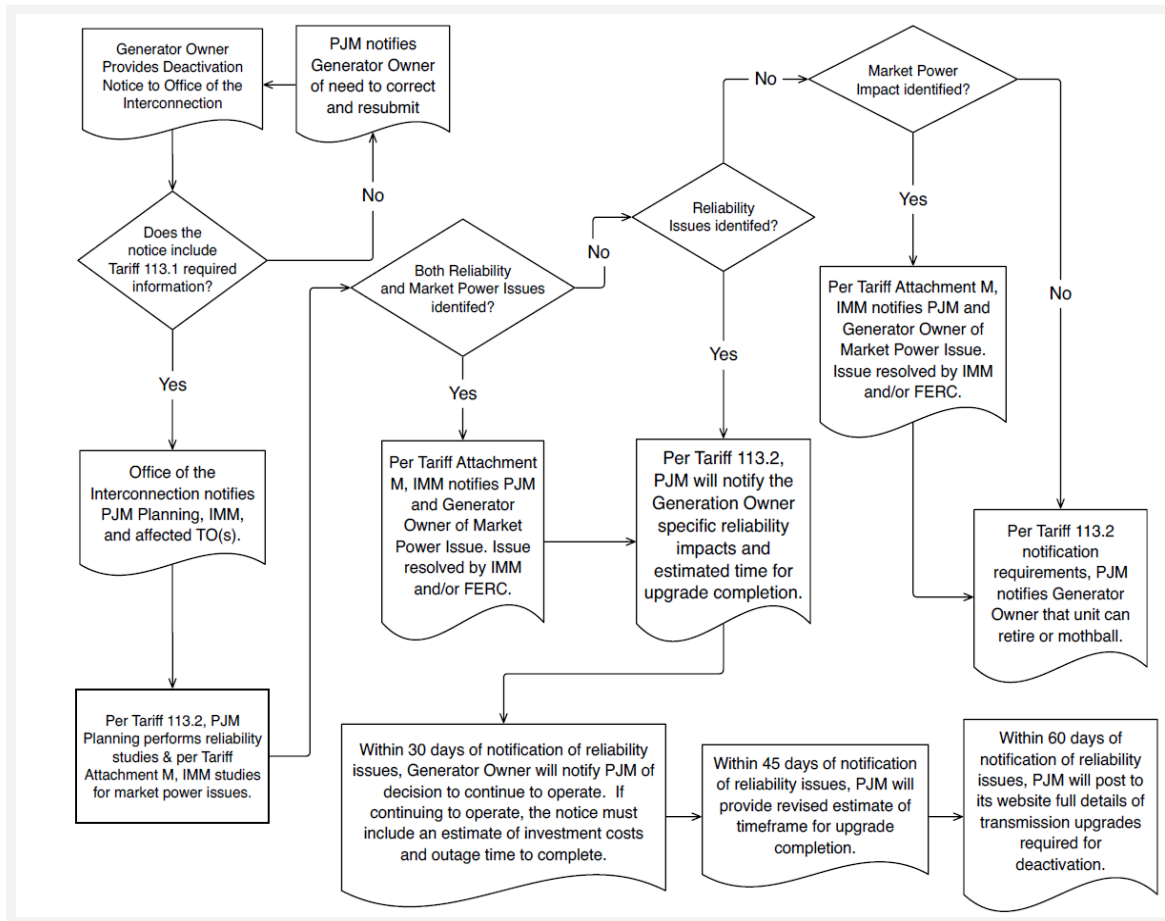 Generator Owner
Provides Deactivation
Notice to Office of the
Interconnection
PJM notifies
Generator Owner
of need to correct
and resubmit
No
Does the
notice include
Tariff 113.1 required
information?
Yes
Office of the
Interconnection notifies
PJM Planning, IMM,
and affected TO(s).
Per Tariff 113.2, PJM
Planning performs reliability
studies & per Tariff
Attachment M, IMM studies
for market power issues.
Both Reliability
and Market Power Issues
identifed?
No
Yes
Per Tariff Attachment
M, IMM notifies PJM
and Generator
Owner of Market
Power Issue. Issue
resolved by IMM
and/or FERC.
Reliability
Issues identifed?
No
Yes
Per Tariff 113.2,
PJM will notify the
Generation Owner
specific reliability
impacts and
estimated time for
upgrade completion.
Market Power
Impact identified?
Yes
No
Per Tariff Attachment M,
IMM notifies PJM and
Generator Owner of
Market Power Issue.
Issue resolved by IMM
and/or FERC.
Per Tariff 113.2
notification
requirements, PJM
notifies Generator
Owner that unit can
retire or mothball.
Within 30 days of notification of reliability
issues, Generator Owner will notify PJM of
decision to continue to operate. If
continuing to operate, the notice must
include an estimate of investment costs
and outage time to complete.
Within 45 days of notification
of reliability issues, PJM will
provide revised estimate of
timeframe for upgrade
completion.
Within 60 days of
notification of reliability
issues, PJM will post to
its website full details of
transmission upgrades
required for
deactivation.